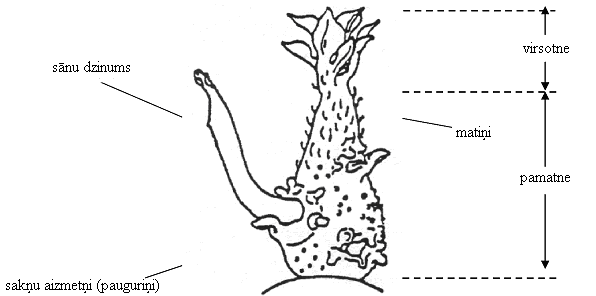 virsotne
sānu dzinums
matiņi
pamatne
sakņu aizmetņi (pauguriņi)